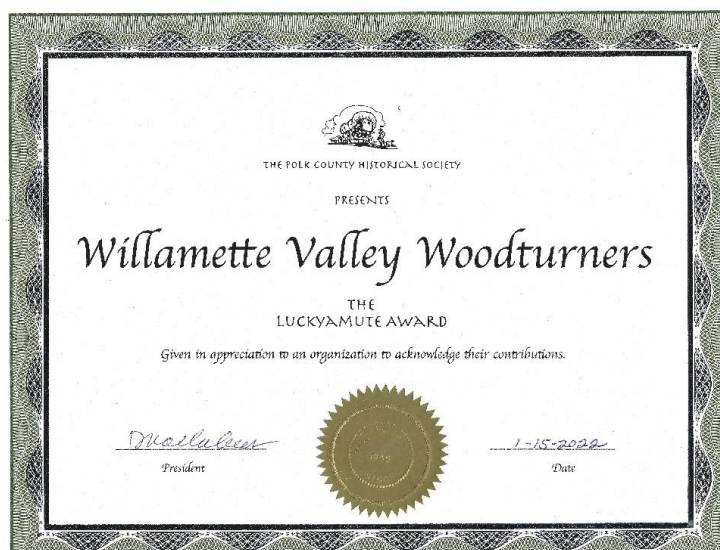 THE POLK COUNTY HISTORICAL SOCIETY
PRESENTS
Willamette Valley Woodturners
THE
LUCKYAMUTE AWARD
Given in appreciation to an organization to acknowledge their contributions.
1-15-2022
President
Date